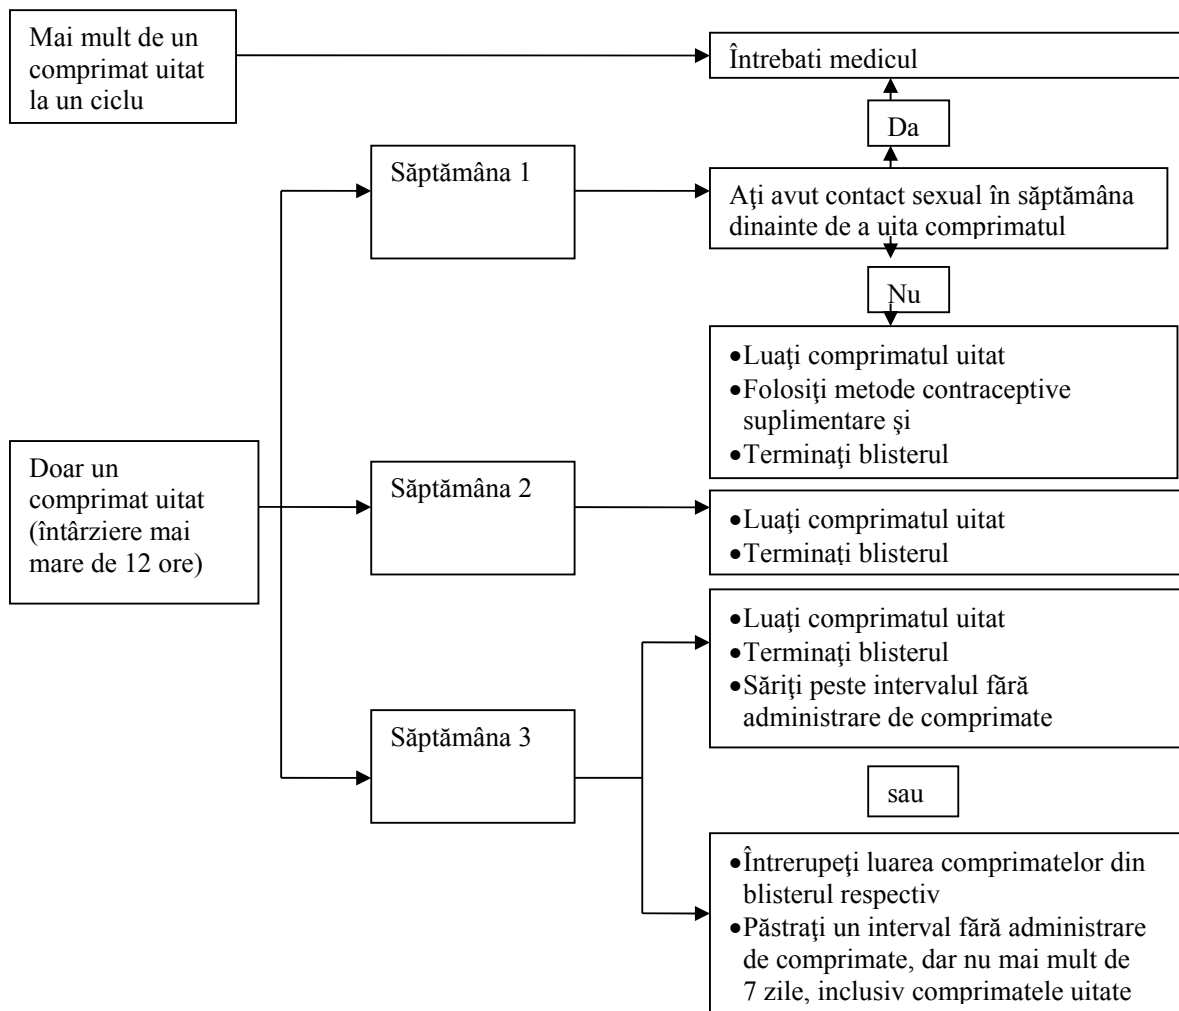 Mai mult de un
comprimat uitat
la un ciclu
Întrebati medicul
Da
Săptămâna 1
Aţi avut contact sexual în săptămâna
dinainte de a uita comprimatul
Nu
•Luaţi comprimatul uitat
•Folosiţi metode contraceptive
suplimentare şi
•Terminaţi blisterul
Doar un
comprimat uitat
(întârziere mai
mare de 12 ore)
Săptămâna 2
•Luaţi comprimatul uitat
•Terminaţi blisterul
Săptămâna 3
•Luaţi comprimatul uitat
•Terminaţi blisterul
•Săriţi peste intervalul fără
administrare de comprimate
sau
•Întrerupeţi luarea comprimatelor din
blisterul respectiv
•Păstraţi un interval fără administrare
de comprimate, dar nu mai mult de
7 zile, inclusiv comprimatele uitate